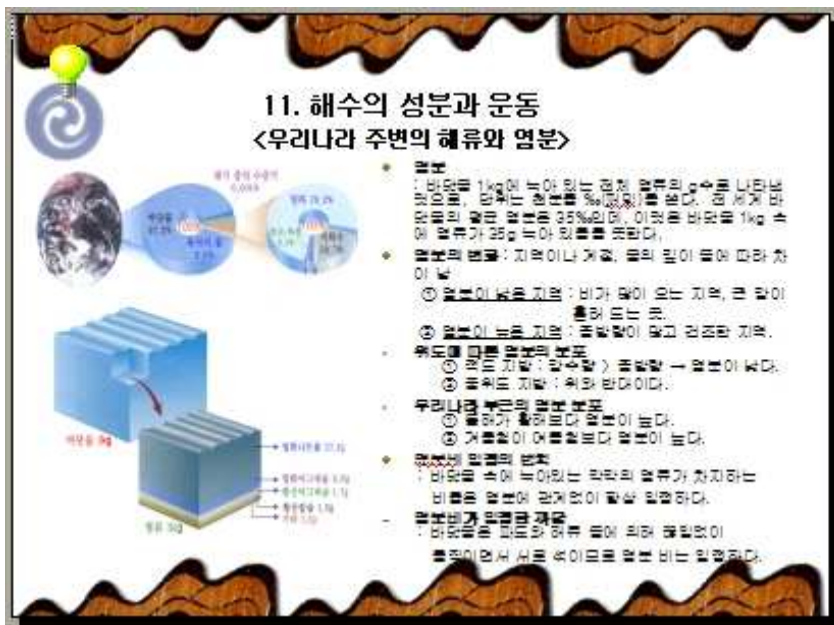 11. 해수의 성분과 운동
<우리나라 주변의 해류와 염분>
염분
: 바닷물 1kg에 녹아 있는 전체 염류의 g수로 나타낸
것으로, 단위는 천분율 ‰(퍼밀)를 쓴다. 전 세계 바
닷물의 평균 염분은 35‰인데, 이것은 바닷물 1kg 속
에 염류가 35g 녹아 있음을 뜻한다.
염분의 변화 : 지역이나 계절, 물의 깊이 등에 따라 차
이 남
① 염분이 낮은 지역 : 비가 많이 오는 지역, 큰 강이
흘러 드는 곳.
② 염분이 높은 지역 : 증발량이 많고 건조한 지역.
위도에 따른 염분의 분포
① 적도 지방 : 강수량 > 증발량 → 염분이 낮다.
② 중위도 지방 : 위와 반대이다.
우리나라 부근의 염분 분포
① 동해가 황해보다 염분이 높다.
② 겨울철이 여름철보다 염분이 높다.
염분비 일정의 법칙
: 바닷물 속에 녹아있는 각각의 염류가 차지하는
비율은 염분에 관계없이 항상 일정하다.
염분비가 일정한 까닭
: 바닷물은 파도와 해류 등에 의해 끊임없이
움직이면서 서로 섞이므로 염분 비는 일정하다.